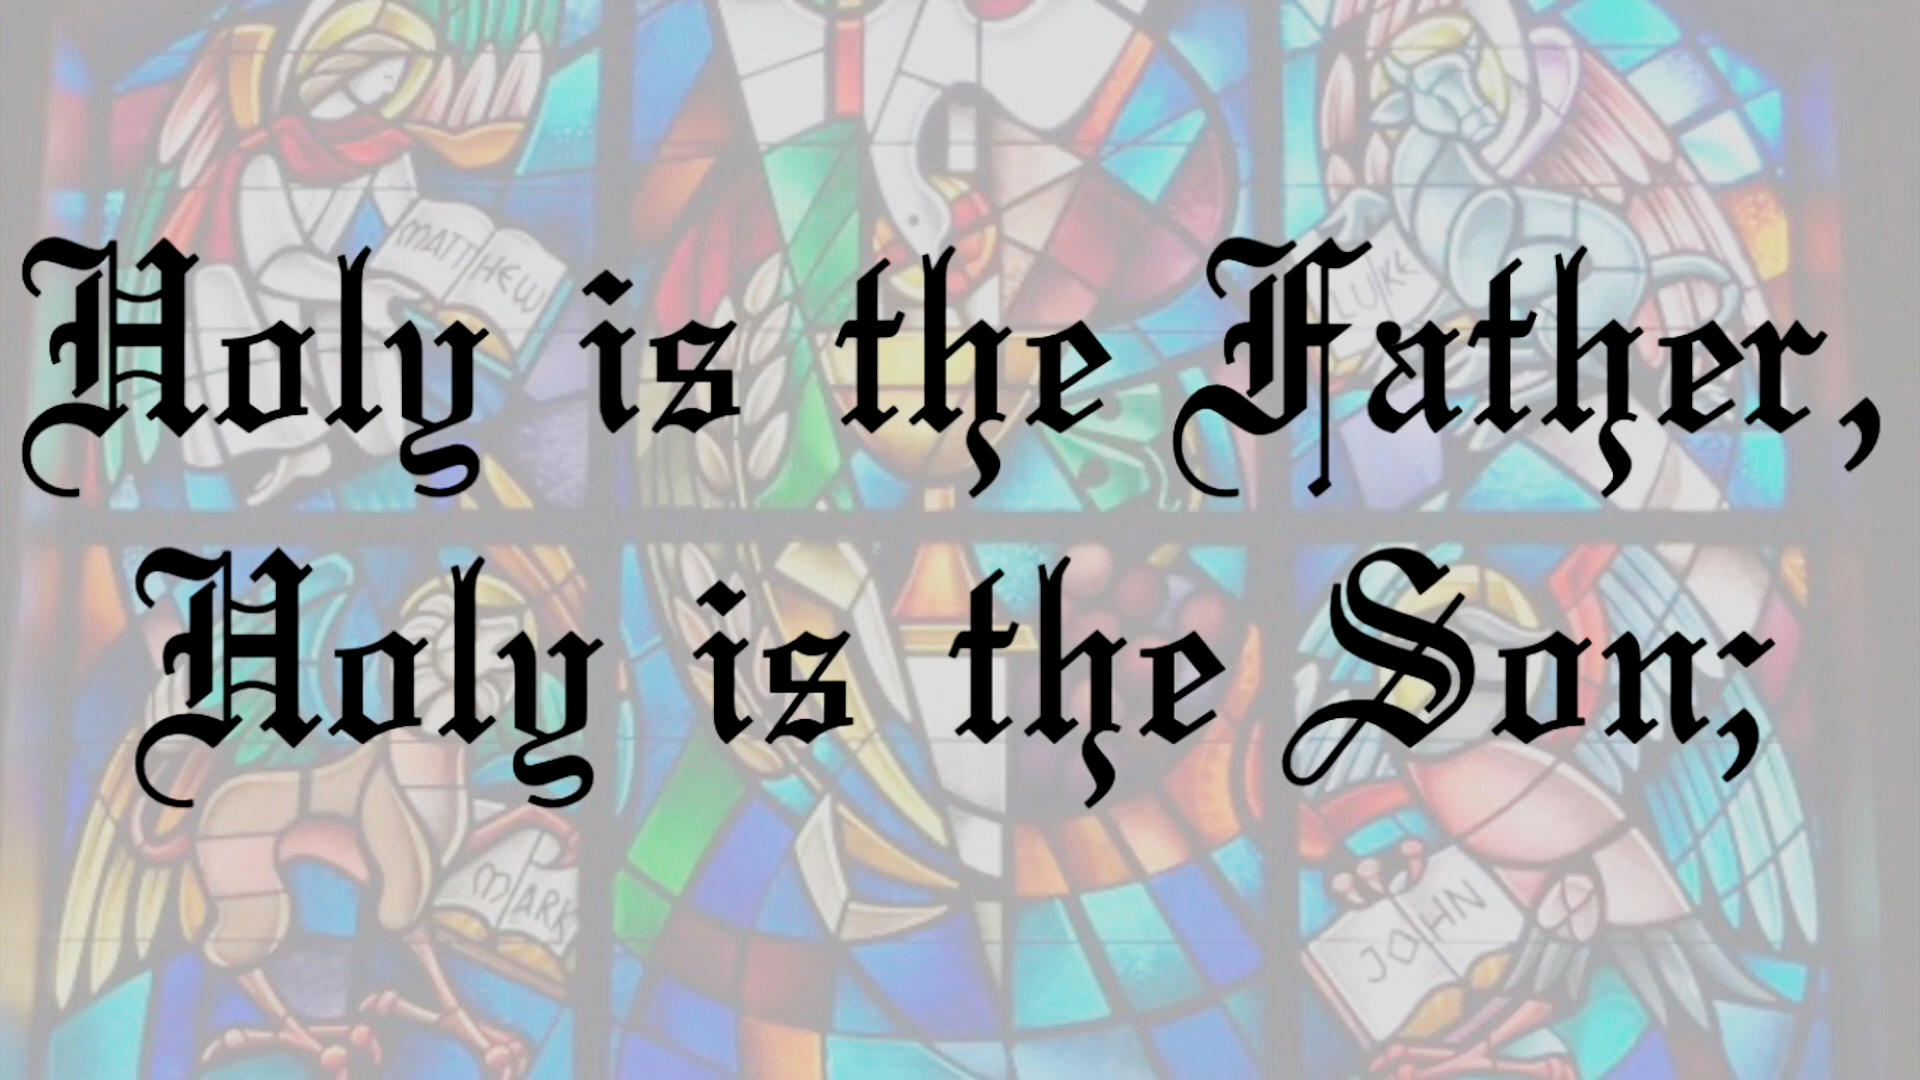 MATTHEW
LUKE
Holy is the Father,
Holy is the Son;
MARK
JOHN